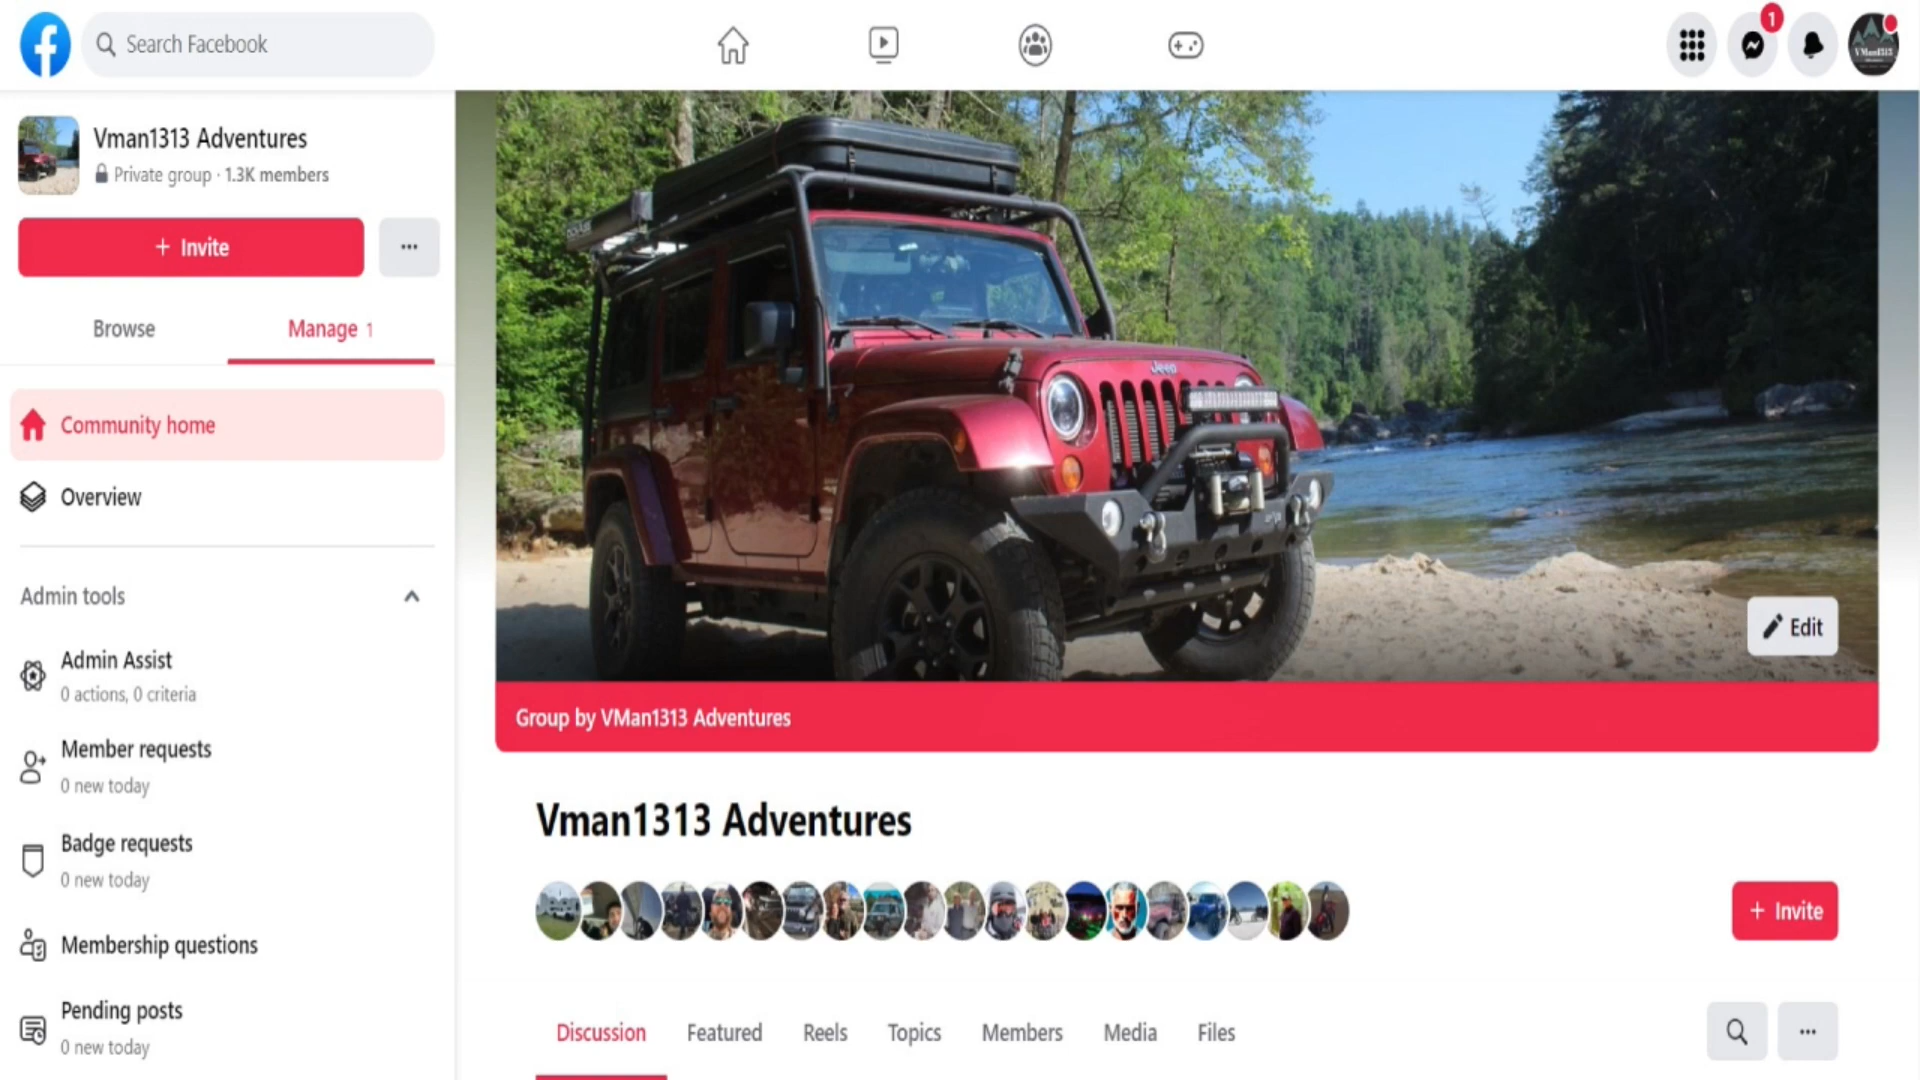 Search Facebook
1
VMan1313
Vman1313 Adventures
Private group · 1.3K members
+ Invite
...
Browse
Manage 1
Community home
Overview
Admin tools
Admin Assist
0 actions, 0 criteria
Member requests
0 new today
Badge requests
0 new today
Membership questions
Pending posts
0 new today
Jeep
Edit
Group by VMan1313 Adventures
Vman1313 Adventures
+ Invite
Discussion
Featured
Reels
Topics
Members
Media
Files
...